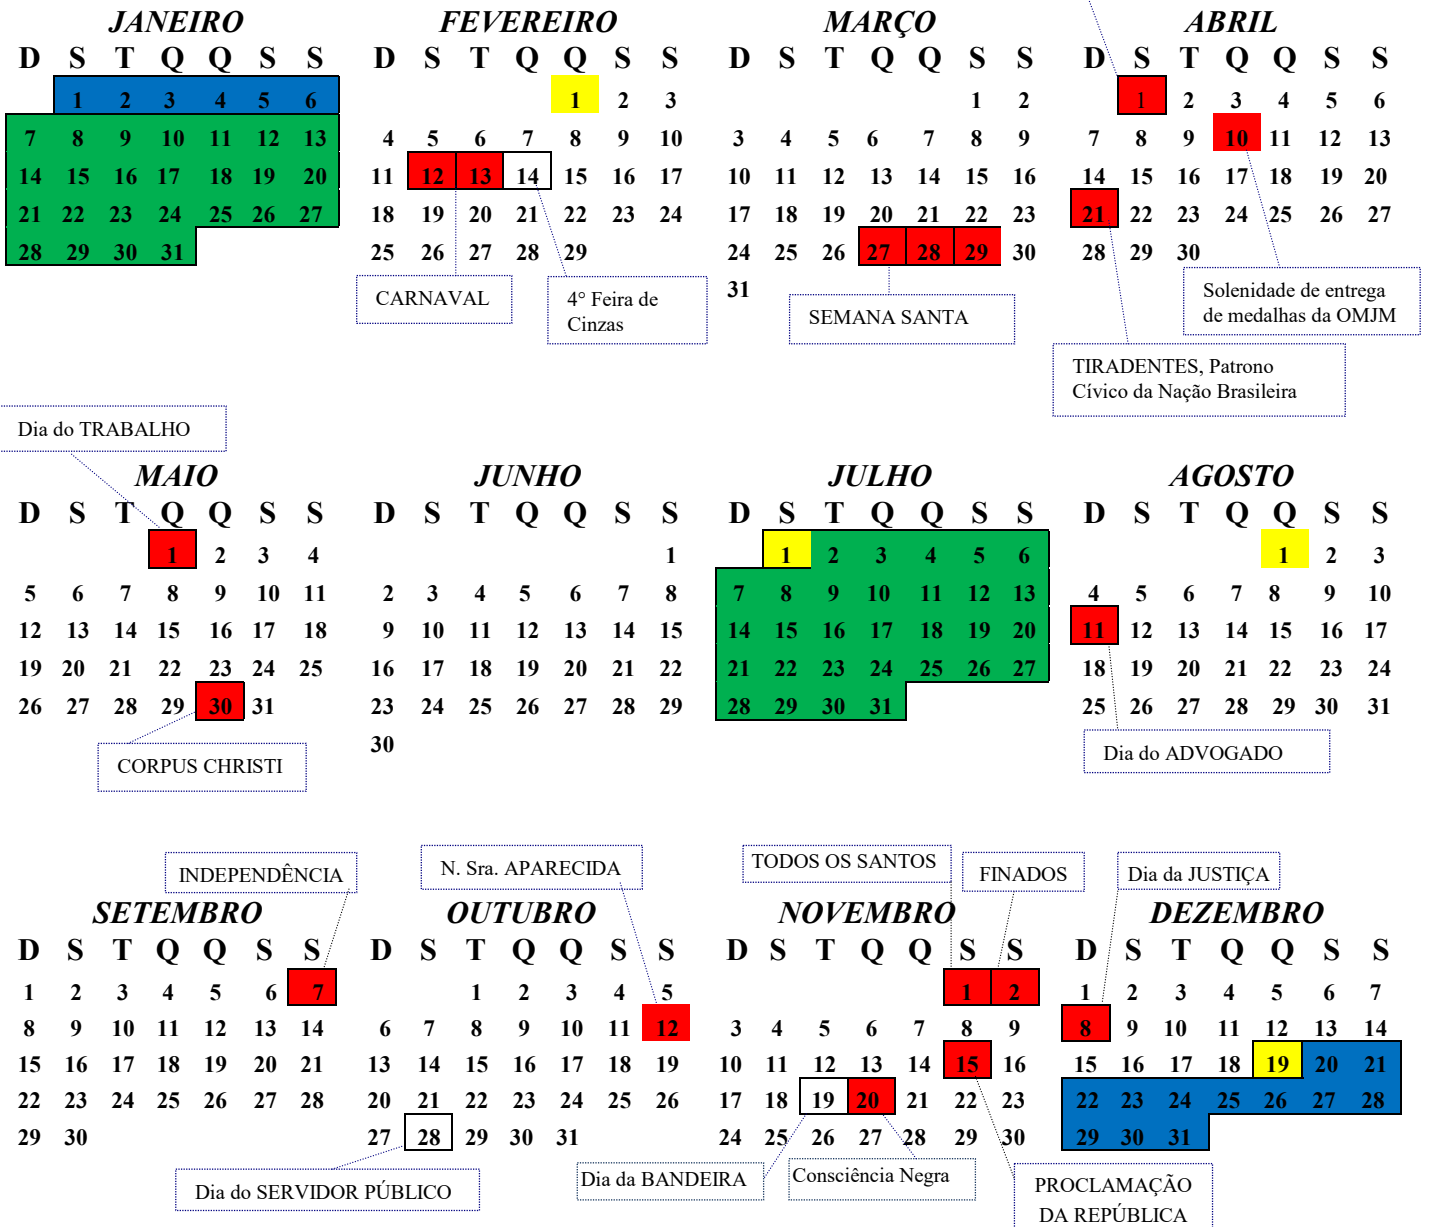 JANEIRO
D S T Q Q S S
1 2 3 4 5 6
7 8 9 10 11 12 13
14 15 16 17 18 19 20
21 22 23 24 25 26 27
28 29 30 31
FEVEREIRO
D S T Q Q S S
1 2 3
4 5 6 7 8 9 10
11 12 13 14 15 16 17
18 19 20 21 22 23 24
25 26 27 28 29
CARNAVAL
4° Feira de
Cinzas
MARÇO
D S T Q Q S S
1 2
3 4 5 6 7 8 9
10 11 12 13 14 15 16
17 18 19 20 21 22 23
24 25 26 27 28 29 30
31
SEMANA SANTA
ABRIL
D S T Q Q S S
1 2 3 4 5 6
7 8 9 10 11 12 13
14 15 16 17 18 19 20
21 22 23 24 25 26 27
28 29 30
Solenidade de entrega
de medalhas da OMJM
TIRADENTES, Patrono
Cívico da Nação Brasileira
Dia do TRABALHO
MAIO
D S T Q Q S S
1 2 3 4
5 6 7 8 9 10 11
12 13 14 15 16 17 18
19 20 21 22 23 24 25
26 27 28 29 30 31
CORPUS CHRISTI
JUNHO
D S T Q Q S S
1
2 3 4 5 6 7 8
9 10 11 12 13 14 15
16 17 18 19 20 21 22
23 24 25 26 27 28 29
30
JULHO
D S T Q Q S S
1 2 3 4 5 6
7 8 9 10 11 12 13
14 15 16 17 18 19 20
21 22 23 24 25 26 27
28 29 30 31
AGOSTO
D S T Q Q S S
1 2 3
4 5 6 7 8 9 10
11 12 13 14 15 16 17
18 19 20 21 22 23 24
25 26 27 28 29 30 31
Dia do ADVOGADO
INDEPENDÊNCIA
SETEMBRO
D S T Q Q S S
1 2 3 4 5 6 7
8 9 10 11 12 13 14
15 16 17 18 19 20 21
22 23 24 25 26 27 28
29 30
N. Sra. APARECIDA
OUTUBRO
D S T Q Q S S
1 2 3 4 5
6 7 8 9 10 11 12
13 14 15 16 17 18 19
20 21 22 23 24 25 26
27 28 29 30 31
Dia do SERVIDOR PÚBLICO
TODOS OS SANTOS
FINADOS
NOVEMBRO
D S T Q Q S S
1 2
3 4 5 6 7 8 9
10 11 12 13 14 15 16
17 18 19 20 21 22 23
24 25 26 27 28 29 30
Dia da BANDEIRA
Consciência Negra
PROCLAMAÇÃO
DA REPÚBLICA
Dia da JUSTIÇA
DEZEMBRO
D S T Q Q S S
1 2 3 4 5 6 7
8 9 10 11 12 13 14
15 16 17 18 19 20 21
22 23 24 25 26 27 28
29 30 31